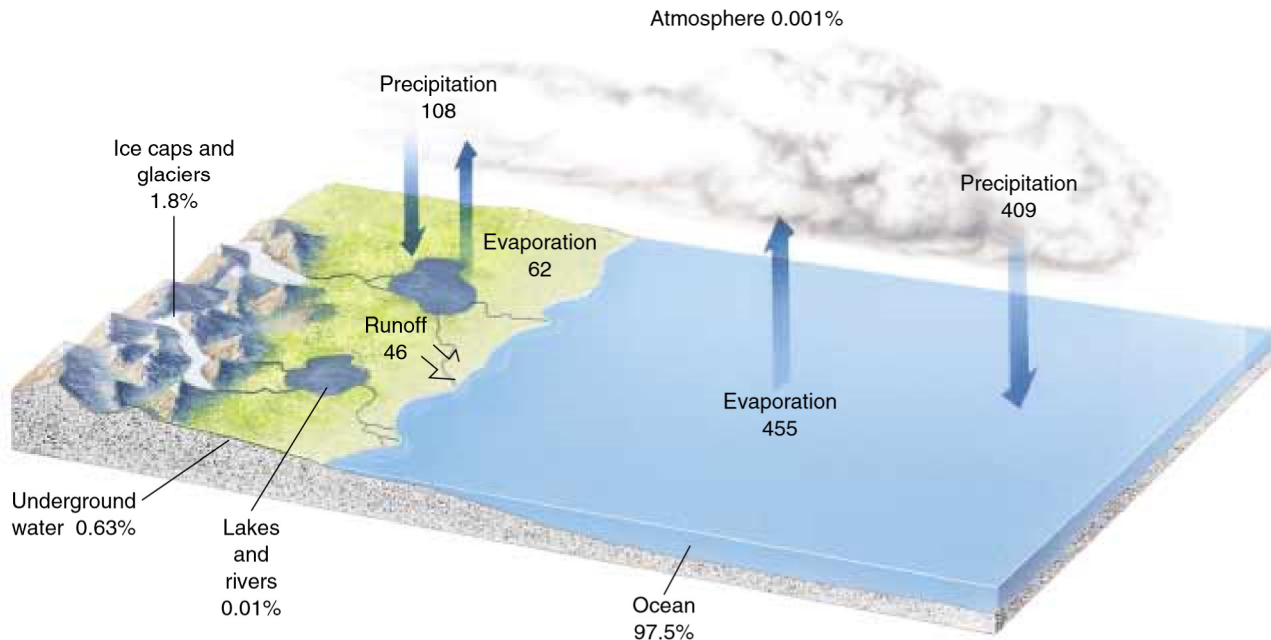 Atmosphere 0.001%
Precipitation
108
Ice caps and
glaciers
1.8%
Precipitation
409
Evaporation
62
Runoff
46
Evaporation
455
Underground
water 0.63%
Lakes
and
rivers
0.01%
Ocean
97.5%